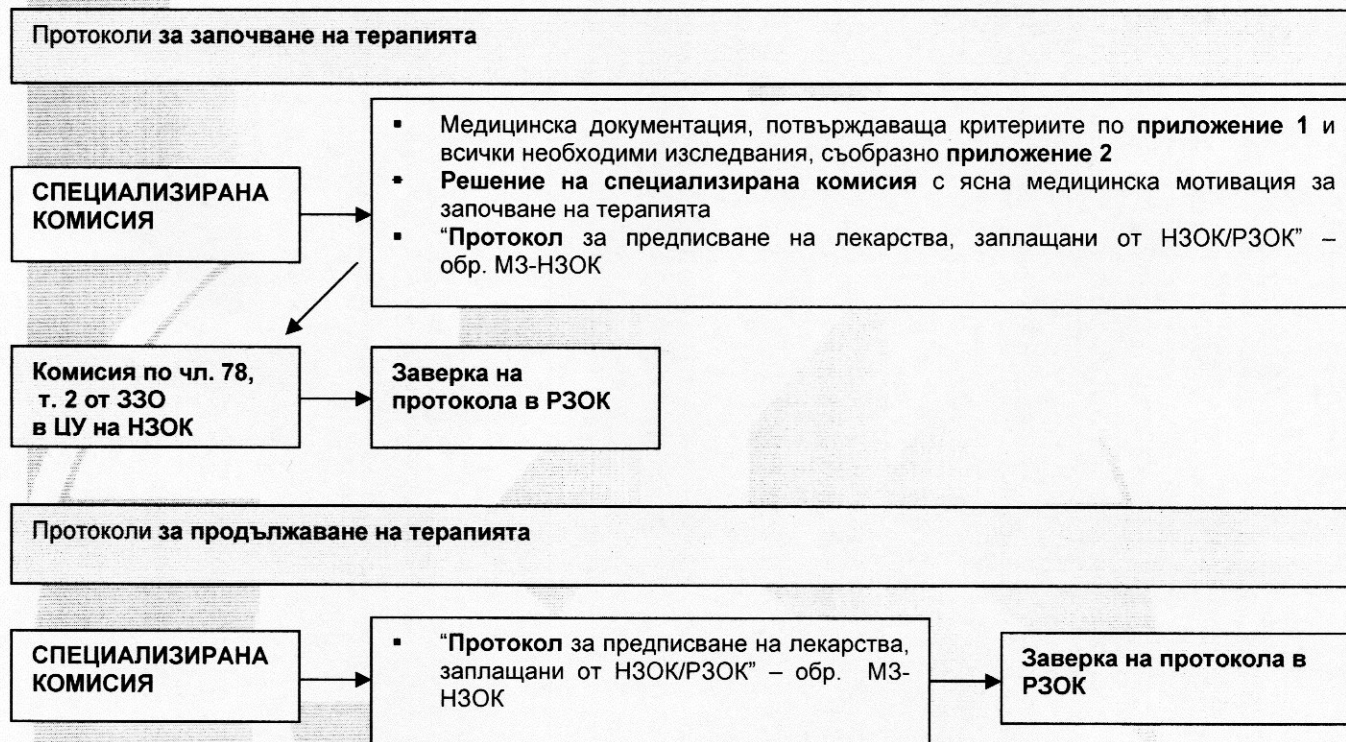 Протоколи за започване на терапията
СПЕЦИАЛИЗИРАНА
КОМИСИЯ
▪ Медицинска документация, потвърждаваща критериите по приложение 1 и
всички необходими изследвания, съобразно приложение 2
▪ Решение на специализирана комисия с ясна медицинска мотивация за
започване на терапията
▪ “Протокол за предписване на лекарства, заплащани от НЗОК/РЗОК” –
обр. МЗ-НЗОК
Комисия по чл. 78,
т. 2 от ЗЗО
в ЦУ на НЗОК
Заверка на
протокола в РЗОК
Протоколи за продължаване на терапията
СПЕЦИАЛИЗИРАНА
КОМИСИЯ
▪ “Протокол за предписване на лекарства,
заплащани от НЗОК/РЗОК” – обр. МЗ-
НЗОК
Заверка на протокола в
РЗОК